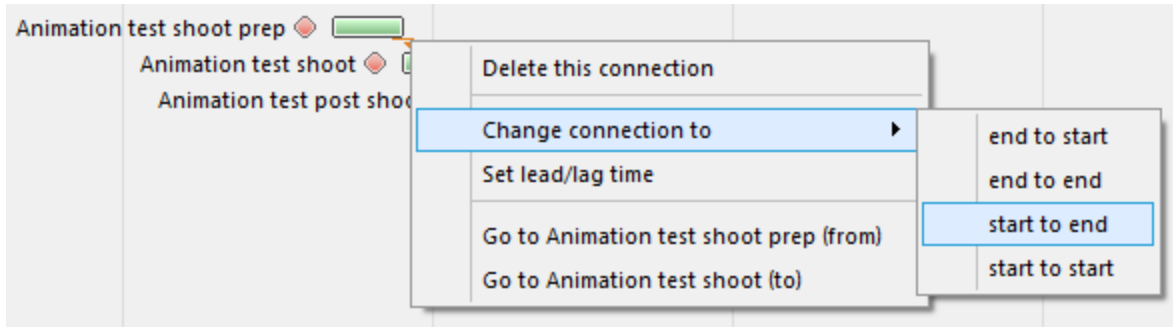 Animation test shoot prep
Animation test shoot
Animation test post
Delete this connection
Change connection to
Set lead/lag time
Go to Animation test shoot prep (from)
Go to Animation test shoot (to)
end to start
end to end
start to end
start to start